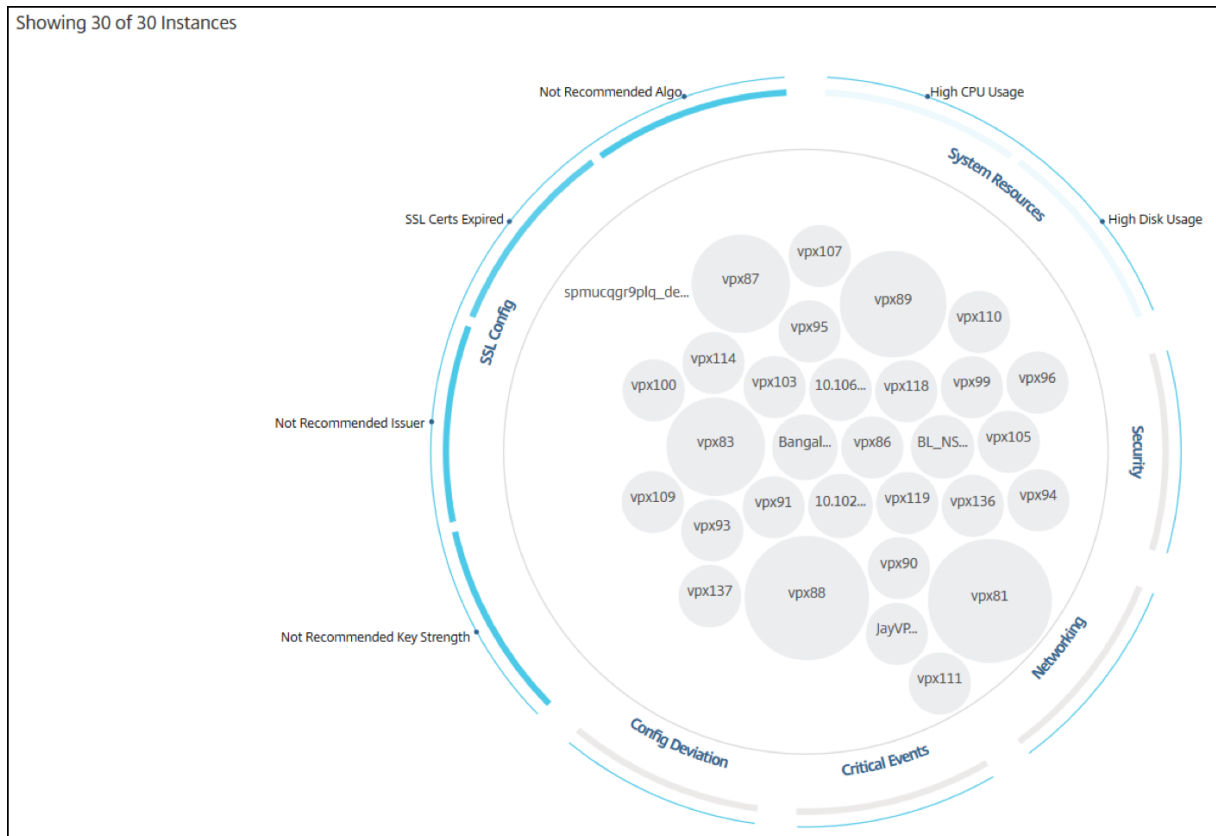 Showing 30 of 30 Instances
Not Recommended Algo
High CPU Usage
System Resources
SSL Certs Expired
High Disk Usage
vpx107
vpx87
vpx89
spmucqgr9plq_de...
SSL Config
vpx95
vpx110
vpx114
vpx100
vpx103
10.106...
vpx118
vpx99
vpx96
Not Recommended Issuer
vpx83
Bangal...
vpx86
BL_NS...
vpx105
Security
vpx109
vpx91
10.102...
vpx119
vpx136
vpx94
vpx93
vpx90
vpx137
vpx88
vpx81
Not Recommended Key Strength
JayVP...
Networking
vpx111
Config Deviation
Critical Events